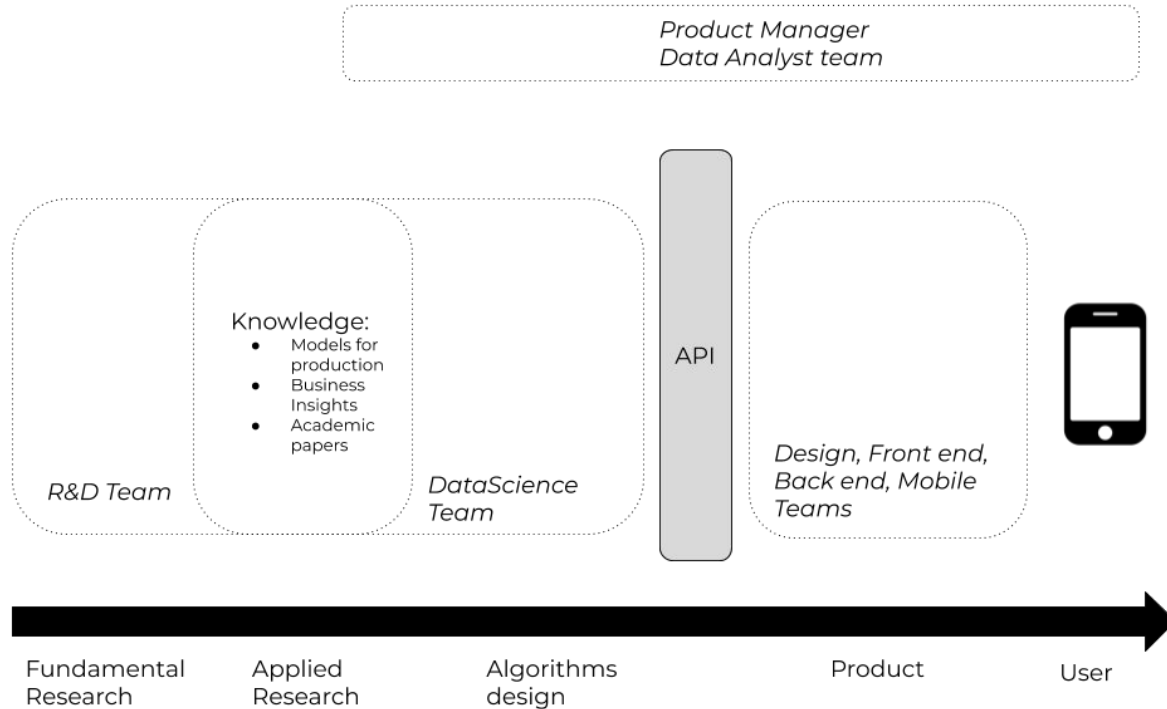 Product Manager
Data Analyst team
Knowledge:
● Models for
production
● Business
Insights
● Academic
papers
R&D Team
DataScience
Team
API
Design, Front end,
Back end, Mobile
Teams
Fundamental
Research
Applied
Research
Algorithms
design
Product
User